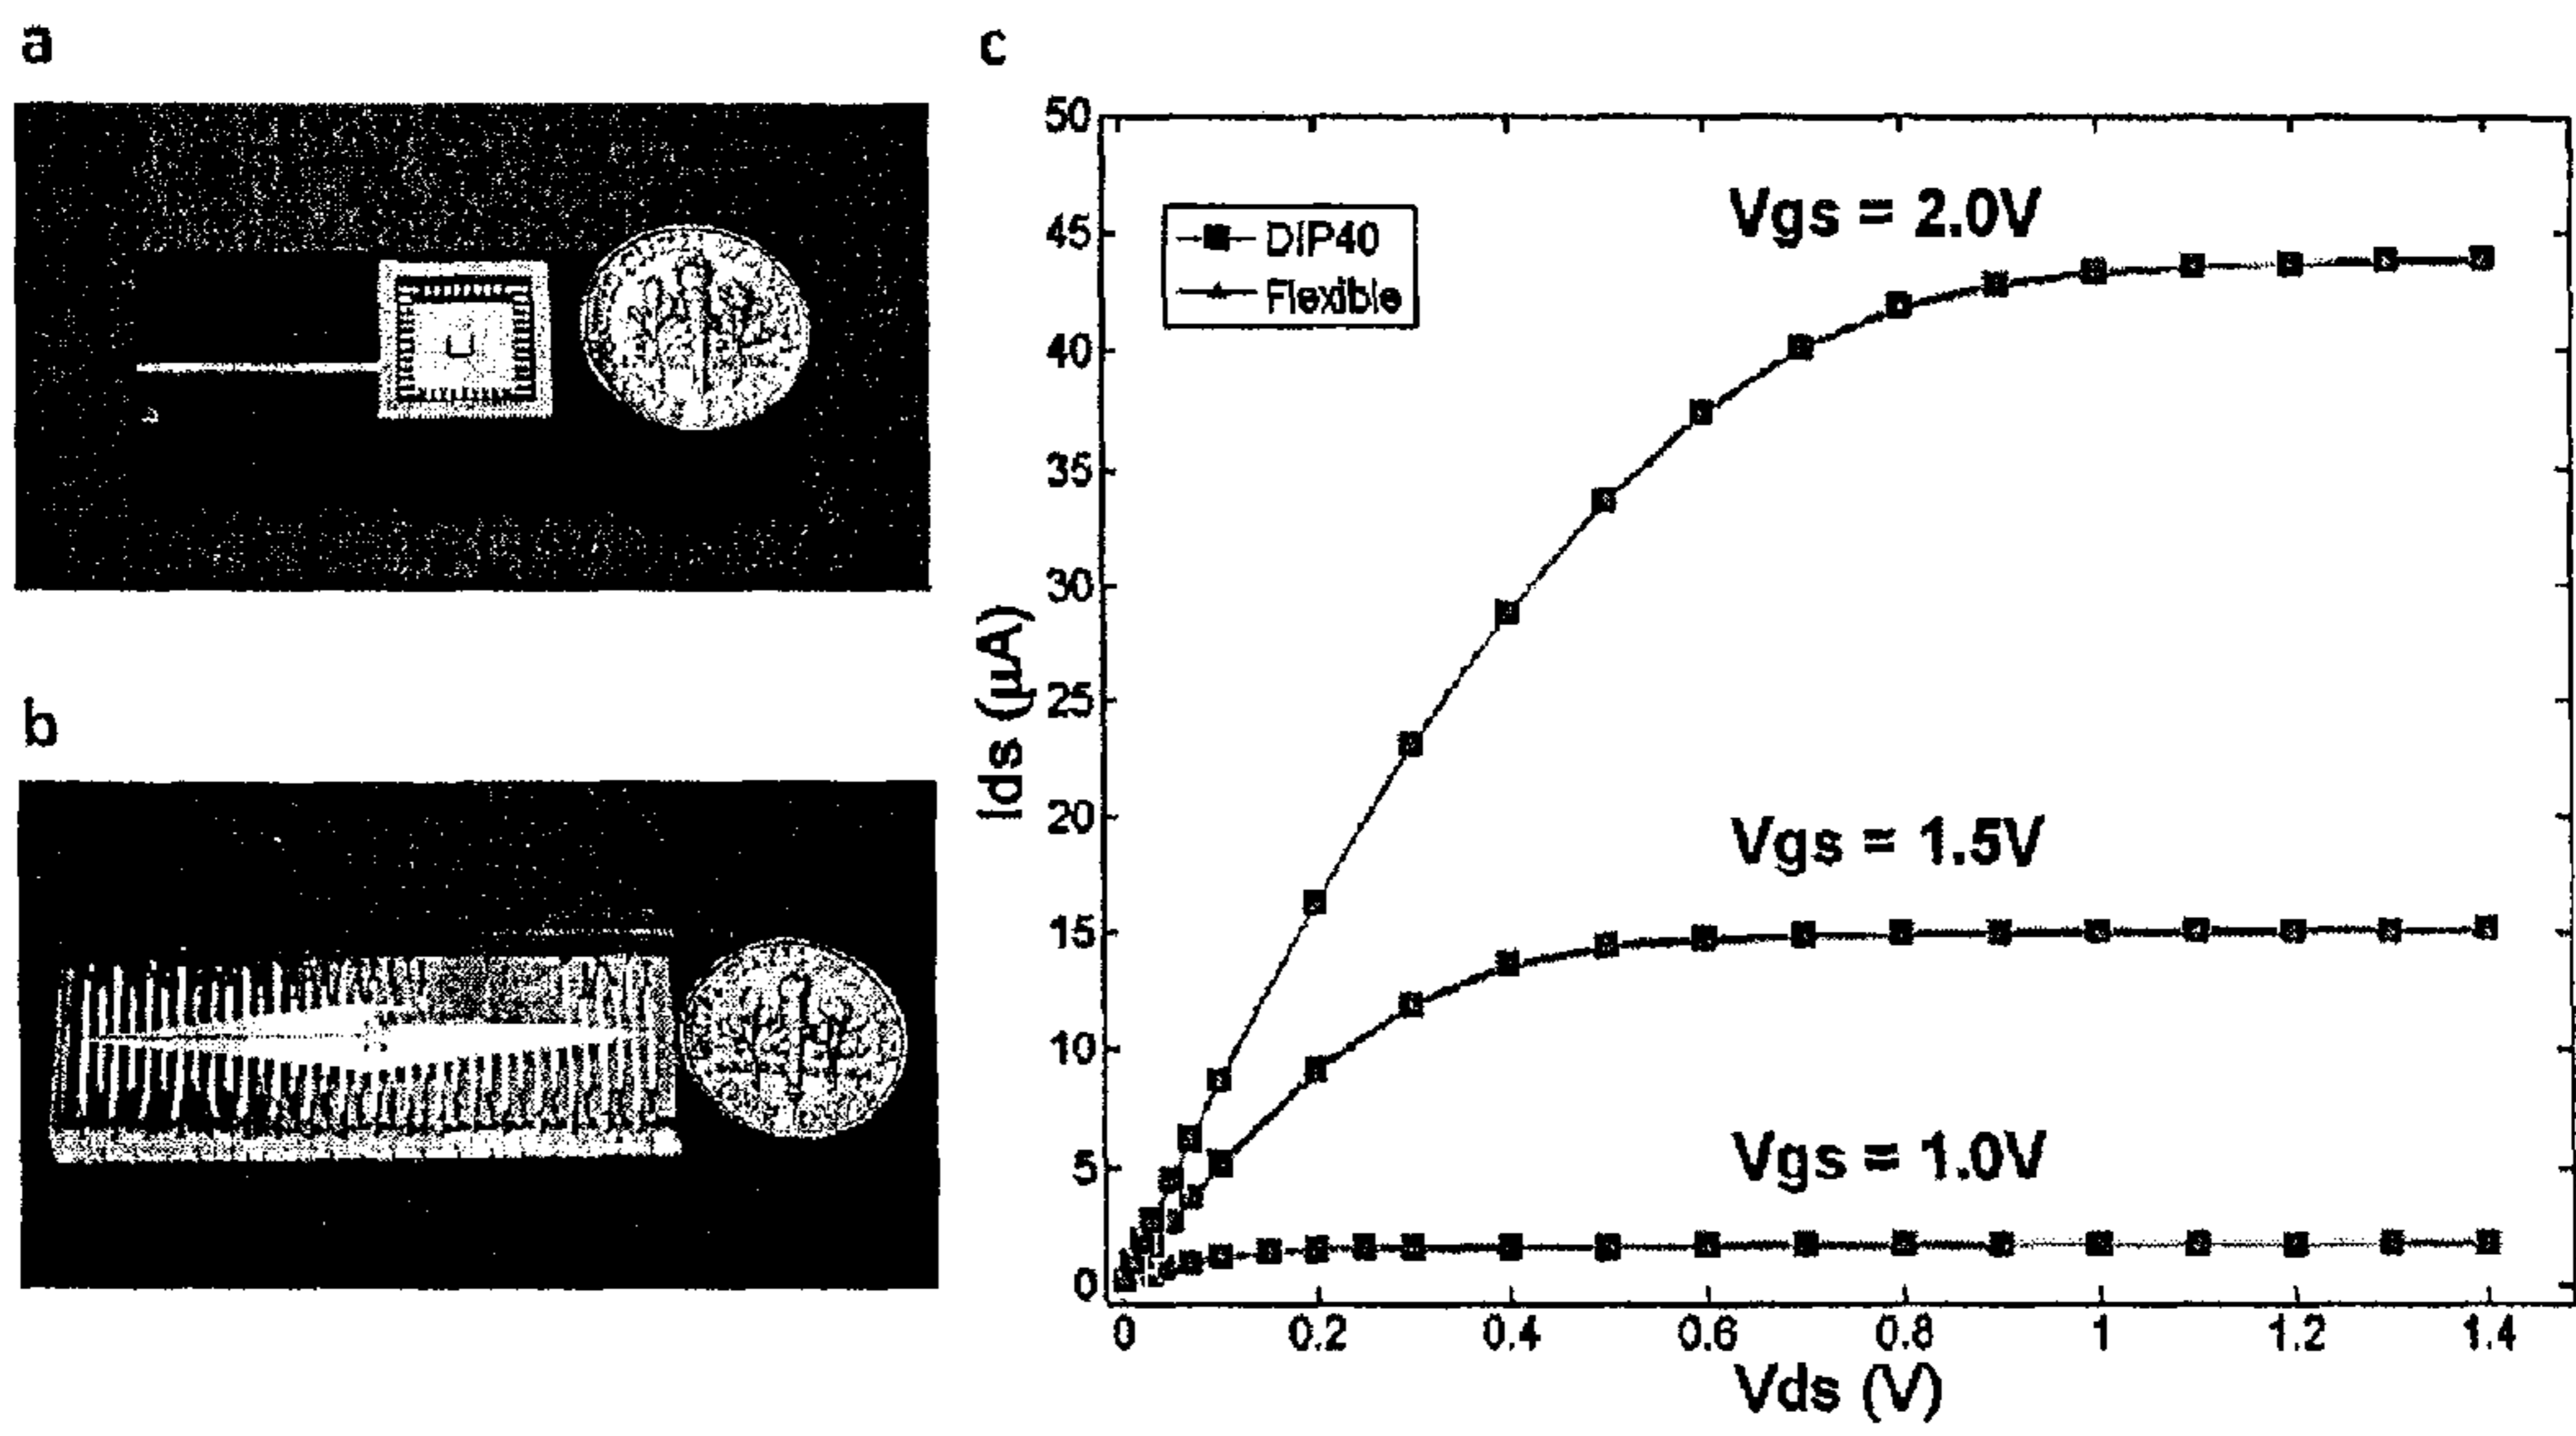 a
b
c
50
45
40
35
30
25
20
15
10
5
0
Ids (µA)
DIP40
Flexible
Vgs = 2.0V
Vgs = 1.5V
Vgs = 1.0V
0 0.2 0.4 0.6 0.8 1 1.2 1.4
Vds (V)